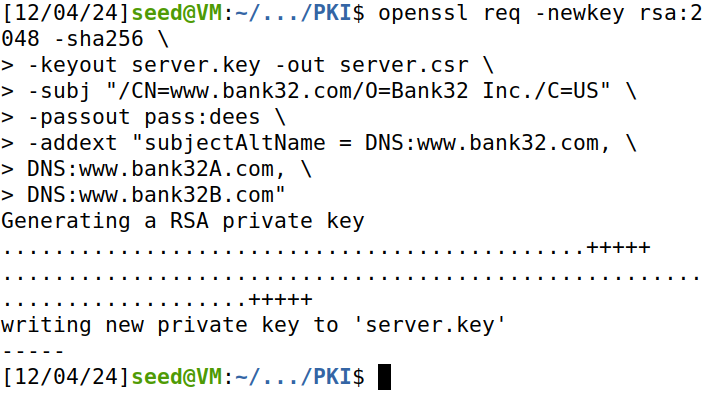 [12/04/24]seed@VM:~/.../PKI$ openssl req -newkey rsa:2
048 -sha256 \
> -keyout server.key -out server.csr \
> -subj "/CN=www.bank32.com/O=Bank32 Inc./C=US" \
> -passout pass:dees \
> -addext "subjectAltName = DNS:www.bank32.com, \
> DNS:www.bank32A.com, \
> DNS:www.bank32B.com"
Generating a RSA private key
.............................................+++++
......................................................
...................+++++
writing new private key to 'server.key'
-----
[12/04/24]seed@VM:~/.../PKI$